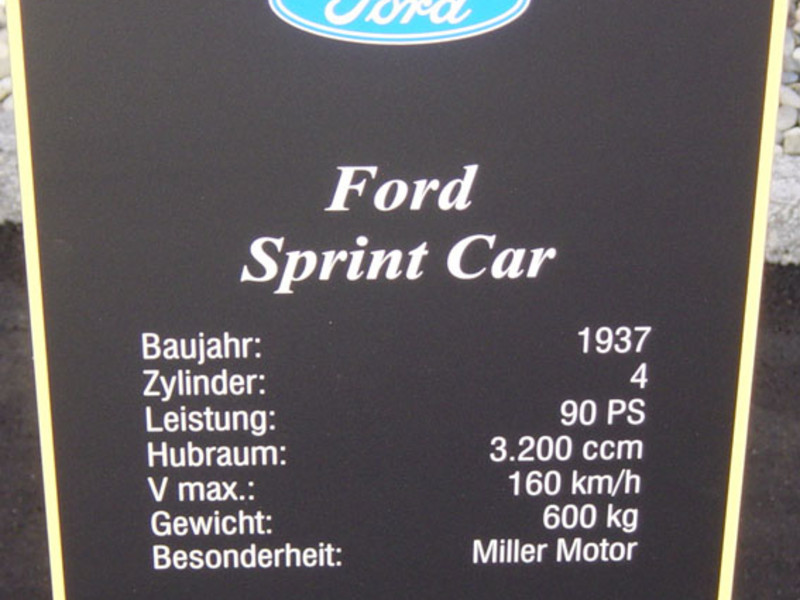 Ford
Ford
Sprint Car
Baujahr: 1937
Zylinder: 4
Leistung: 90 PS
Hubraum: 3.200 ccm
V max.: 160 km/h
Gewicht: 600 kg
Besonderheit: Miller Motor